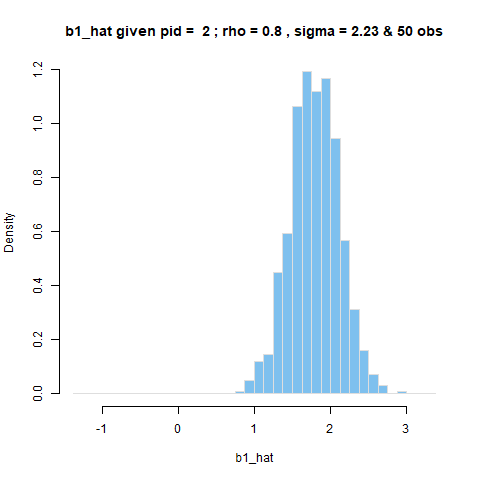 b1_hat given pid =  2 ; rho = 0.8 , sigma = 2.23 & 50 obs
Density
1.2
1.0
0.8
0.6
0.4
0.2
0.0
-1 0 1 2 3
b1_hat